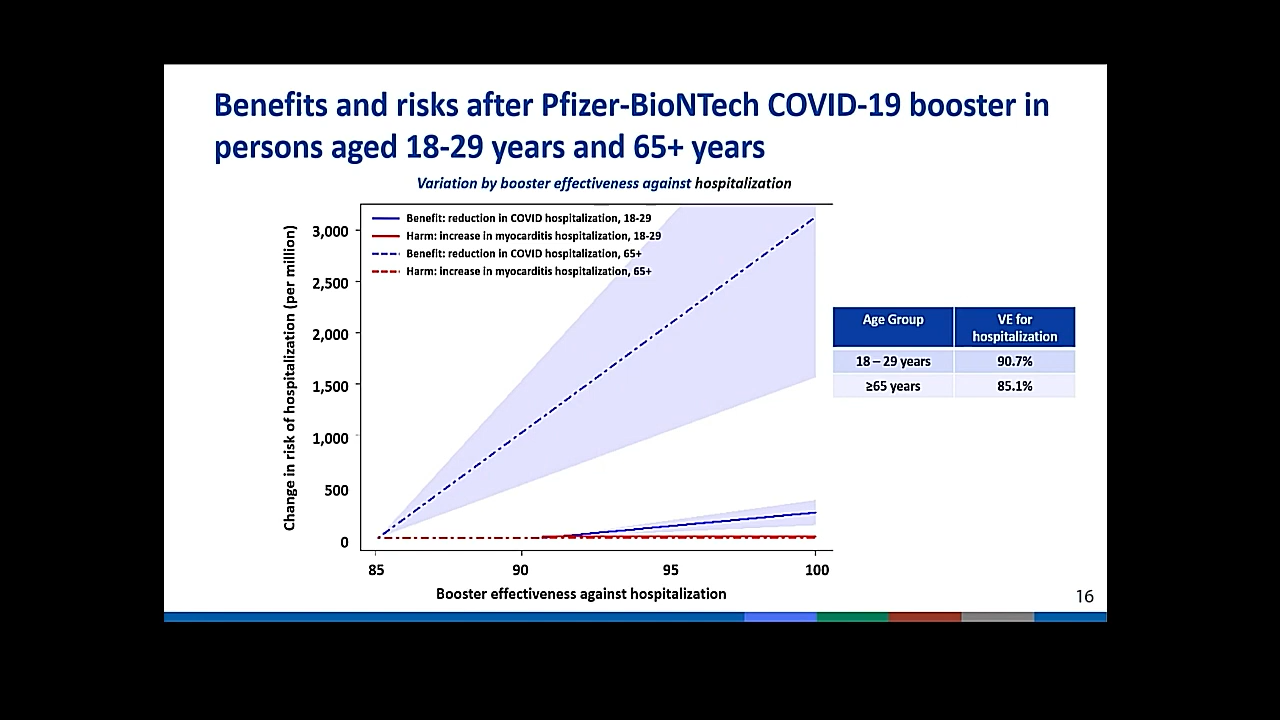 Benefits and risks after Pfizer-BioNTech COVID-19 booster in
persons aged 18-29 years and 65+ years
Variation by booster effectiveness against hospitalization
Benefit: reduction in COVID hospitalization, 18-29
Harm: increase in myocarditis hospitalization, 18-29
Benefit: reduction in COVID hospitalization, 65+
Harm: increase in myocarditis hospitalization, 65+
Change in risk of hospitalization (per million)
3,000
2,500
2,000
1,500
1,000
500
0
85 90 95 100
Booster effectiveness against hospitalization
Age Group VE for
hospitalization
18 – 29 years 90.7%
≥65 years 85.1%
16